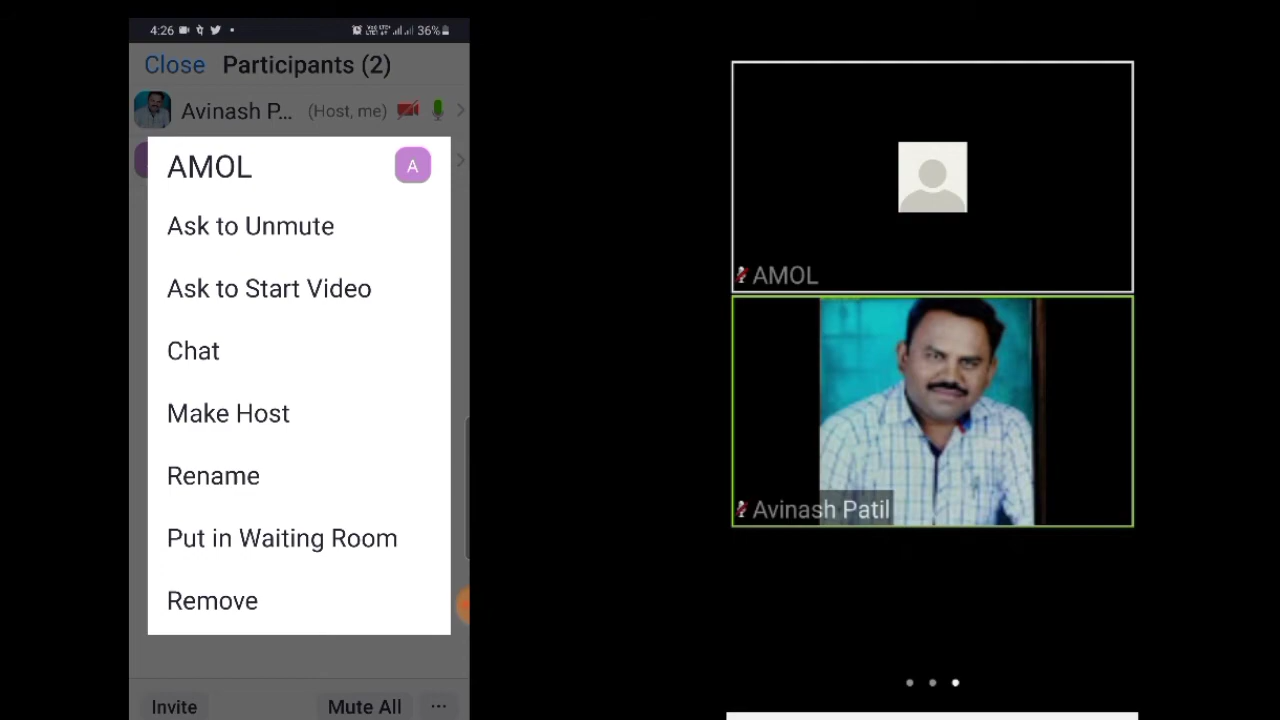 4:26
36%
Close Participants (2)
Avinash P... (Host, me)
AMOL A
Ask to Unmute
Ask to Start Video
Chat
Make Host
Rename
Put in Waiting Room
Remove
Invite Mute All ...
AMOL
Avinash Patil